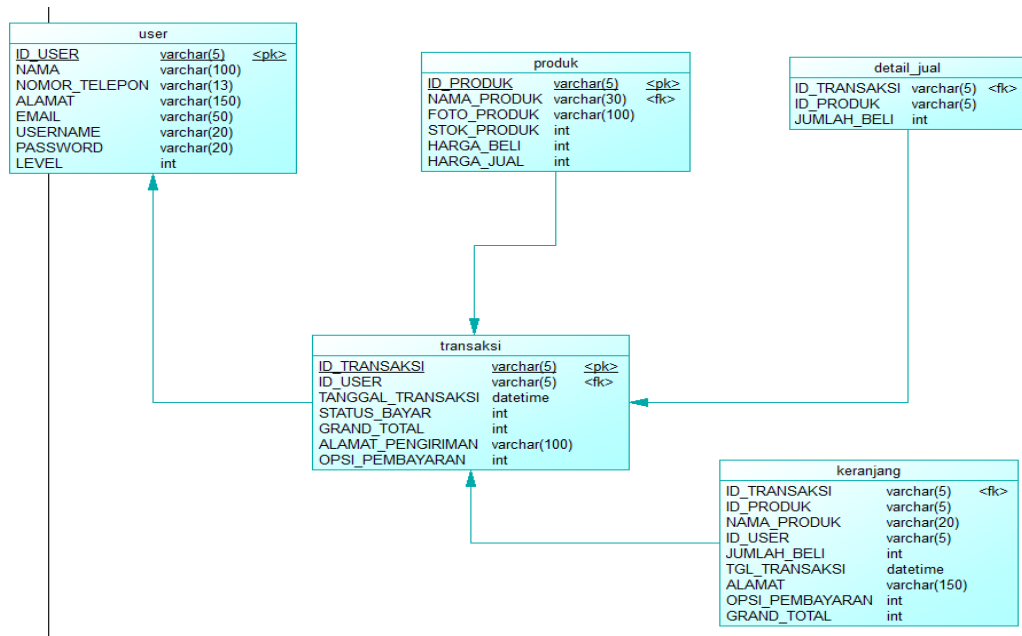 user
ID_USER varchar(5) <pk>
NAMA varchar(100)
NOMOR_TELEPON varchar(13)
ALAMAT varchar(150)
EMAIL varchar(50)
USERNAME varchar(20)
PASSWORD varchar(20)
LEVEL int
produk
ID_PRODUK varchar(5) <pk>
NAMA_PRODUK varchar(30) <fk>
FOTO_PRODUK varchar(100)
STOK_PRODUK int
HARGA_BELI int
HARGA_JUAL int
detail_jual
ID_TRANSAKSI varchar(5) <fk>
ID_PRODUK varchar(5)
JUMLAH_BELI int
transaksi
ID_TRANSAKSI varchar(5) <pk>
ID_USER varchar(5) <fk>
TANGGAL_TRANSAKSI datetime
STATUS_BAYAR int
GRAND_TOTAL int
ALAMAT_PENGIRIMAN varchar(100)
OPSI_PEMBAYARAN int
keranjang
ID_TRANSAKSI varchar(5) <fk>
ID_PRODUK varchar(5)
NAMA_PRODUK varchar(20)
ID_USER varchar(5)
JUMLAH_BELI int
TGL_TRANSAKSI datetime
ALAMAT varchar(150)
OPSI_PEMBAYARAN int
GRAND_TOTAL int